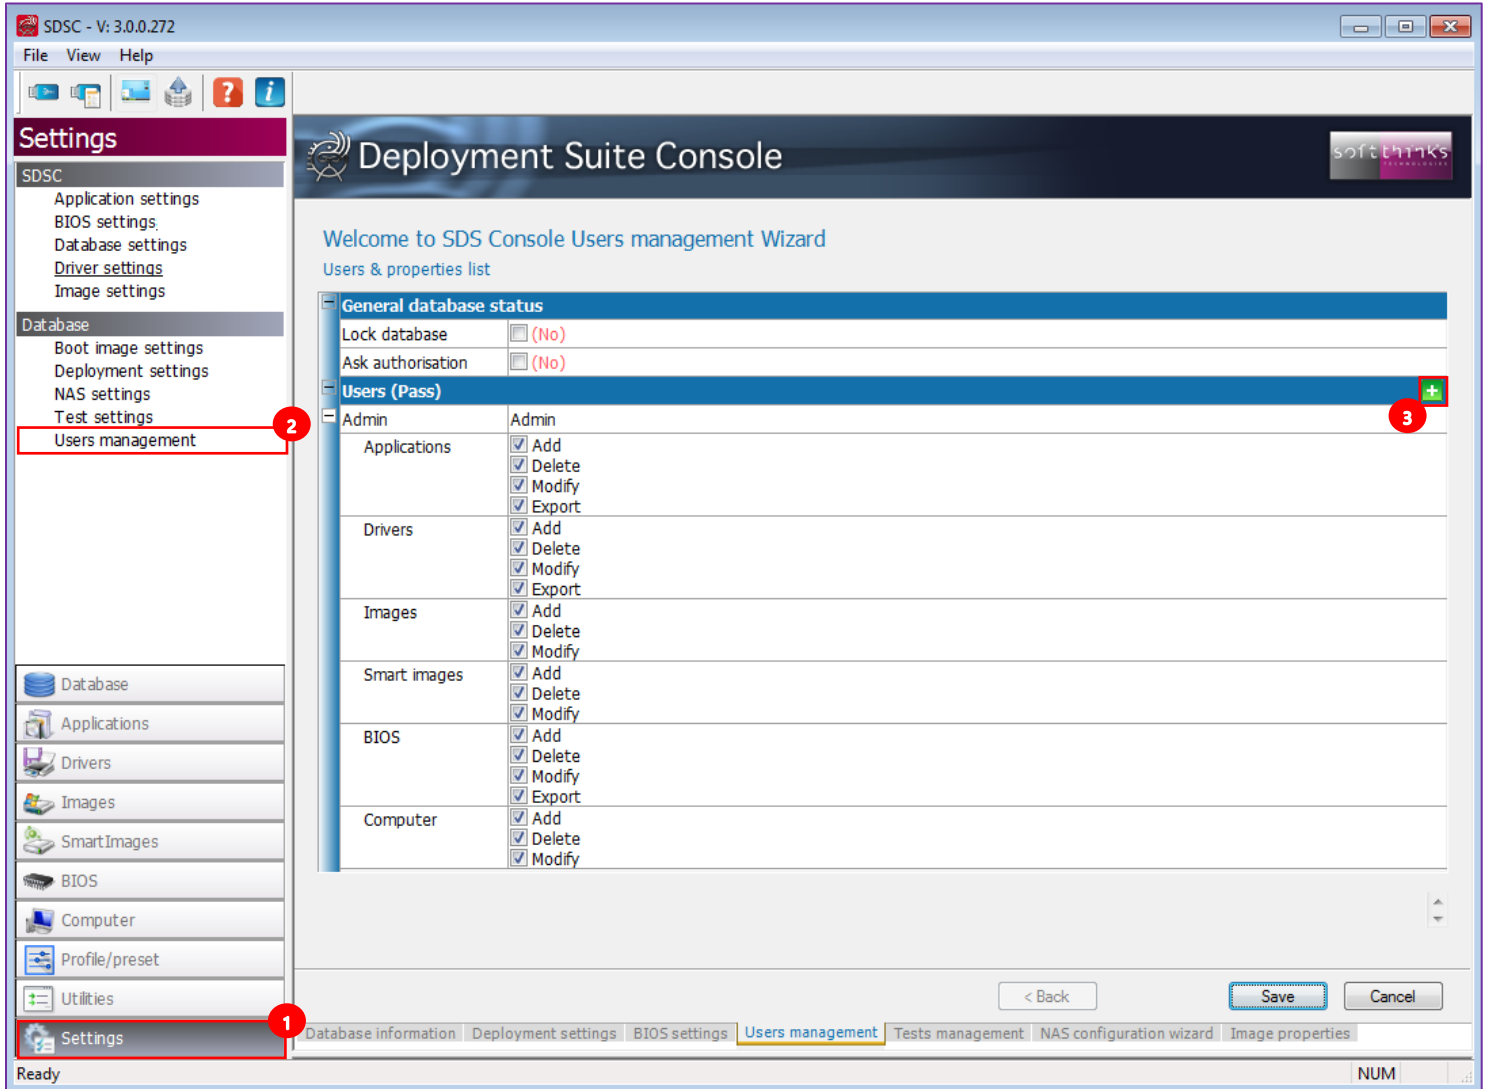 SDSC - V: 3.0.0.272
File View Help
Settings
SDSC
Application settings
BIOS settings
Database settings
Driver settings
Image settings
Database
Boot image settings
Deployment settings
NAS settings
Test settings
Users management
2
Database
Applications
Drivers
Images
SmartImages
BIOS
Computer
Profile/preset
Utilities
Settings
1
Deployment Suite Console
softthinks
TECHNOLOGIES
Welcome to SDS Console Users management Wizard
Users & properties list
General database status
Lock database (No)
Ask authorisation (No)
Users (Pass)
3
Admin Admin
Applications Add
Delete
Modify
Export
Drivers Add
Delete
Modify
Export
Images Add
Delete
Modify
Smart images Add
Delete
Modify
BIOS Add
Delete
Modify
Export
Computer Add
Delete
Modify
< Back Save Cancel
Database information Deployment settings BIOS settings Users management Tests management NAS configuration wizard Image properties
Ready NUM